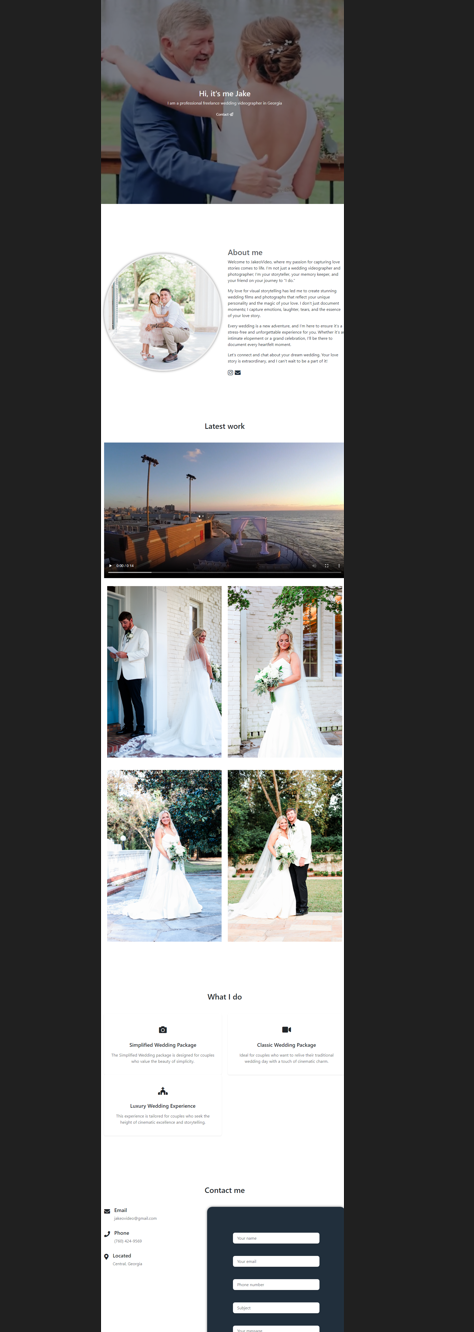 Hi, it's me Jake
I am a professional freelance wedding videographer in Georgia
Contact
About me
Welcome to JakesVideo, where my passion for capturing love
stories comes to life. I'm not just a wedding videographer and
photographer; I'm your storyteller, your memory keeper, and
your friend on your journey to "I do."
My love for visual storytelling has led me to create stunning
wedding films and photographs that reflect your unique
personality and the magic of your love. I don't just document
moments; I capture emotions, laughter, tears, and the essence
of your love story.
Every wedding is a new adventure, and I'm here to ensure it's a
stress-free and unforgettable experience for you. Whether it's an
intimate elopement or a grand celebration, I'll be there to
document every heartfelt moment.
Let's connect and chat about your dream wedding. Your love
story is extraordinary, and I can't wait to be a part of it!
Latest work
0:00 / 0:14
What I do
Simplified Wedding Package
The Simplified Wedding package is designed for couples
who value the beauty of simplicity.
Classic Wedding Package
Ideal for couples who want to relive their traditional
wedding day with a touch of cinematic charm.
Luxury Wedding Experience
This experience is tailored for couples who seek the
height of cinematic excellence and storytelling.
Contact me
Email
Phone
Located
Central, Georgia
Your name
Your email
Phone number
Subject
Your message